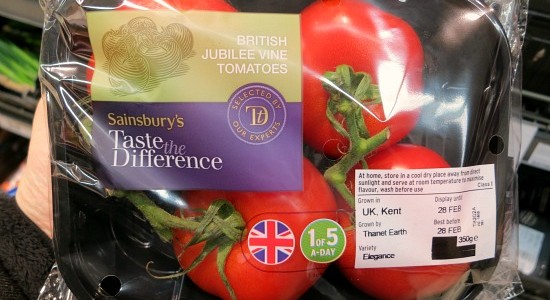 BRITISH
JUBILEE VINE
TOMATOES
SELECTED BY
Ttd
OUR EXPERTS
Sainsbury's
Taste the
Difference
1 OF 5
A-DAY
At home, store in a cool dry place away from direct
sunlight and serve at room temperature to maximise
flavour, wash before use
Class I
Grown in
UK, Kent
Display until
28 FEB
Grown by
Thanet Earth
Best before
28 FEB
Variety
Elegance
350g e